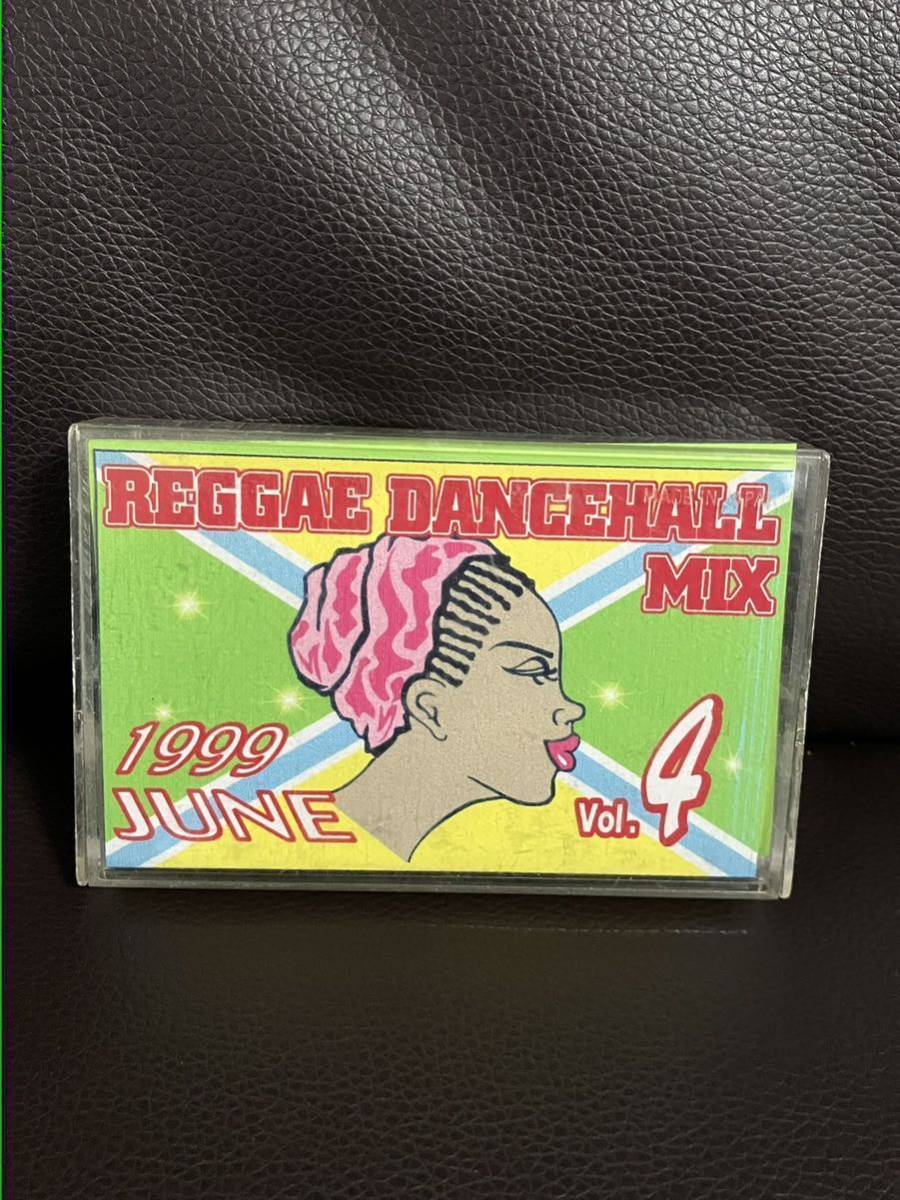 REGGAE DANCEHALL
MIX
1999
JUNE
Vol. 4